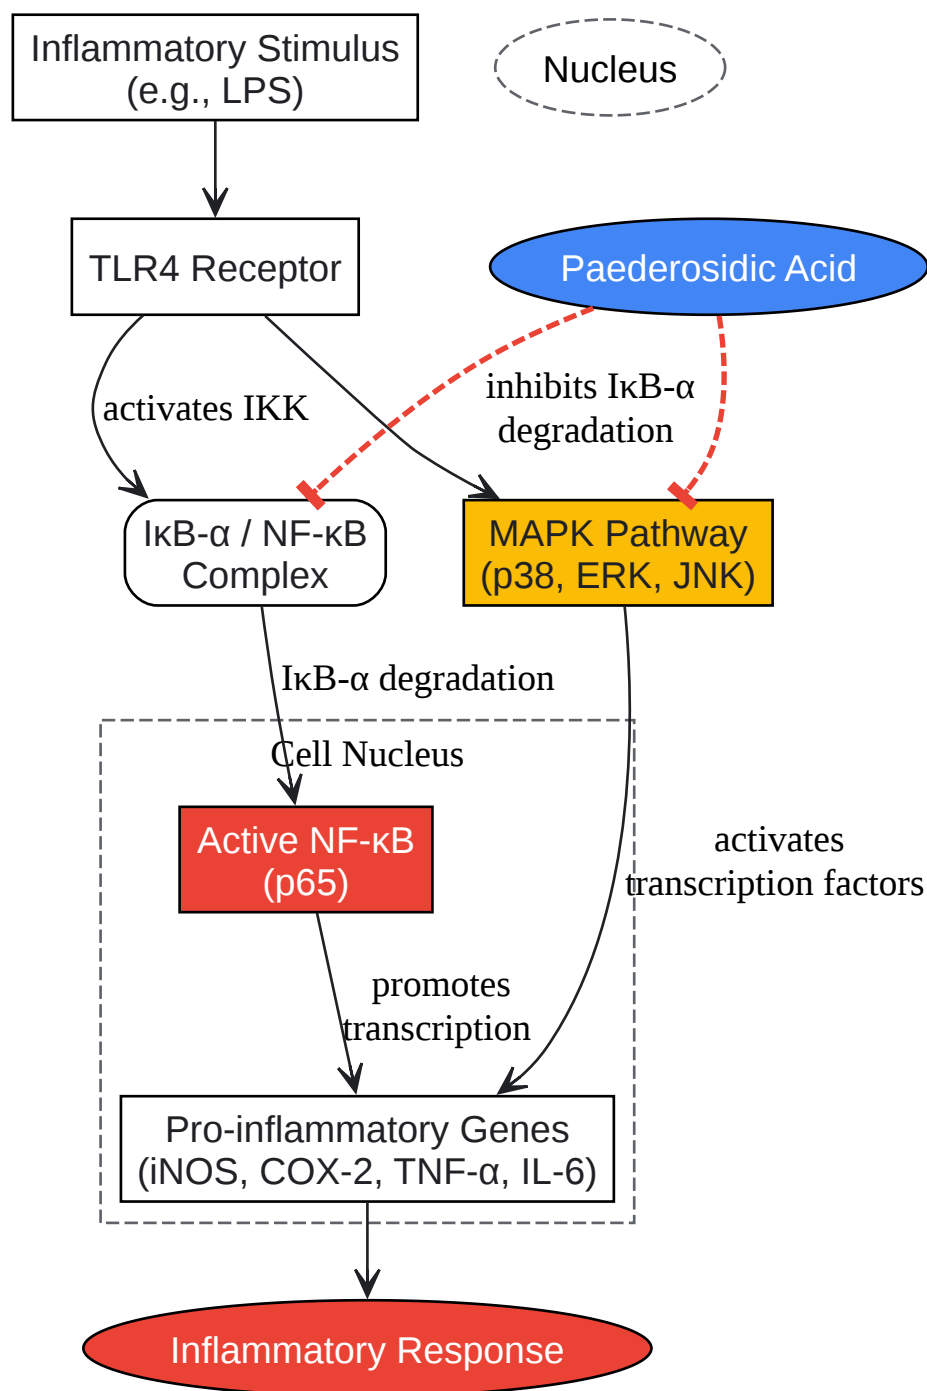 Inflammatory Stimulus
(e.g., LPS)
Nucleus
TLR4 Receptor
Paederosidic Acid
activates IKK
inhibits IκB-α
degradation
IκB-α / NF-κB
Complex
MAPK Pathway
(p38, ERK, JNK)
IκB-α degradation
Cell Nucleus
Active NF-κB
(p65)
activates
transcription factors
promotes
transcription
Pro-inflammatory Genes
(iNOS, COX-2, TNF-α, IL-6)
Inflammatory Response